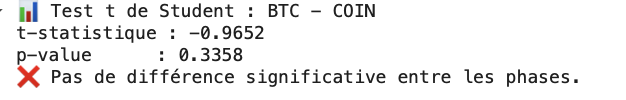 📊 Test t de Student : BTC - COIN
t-statistique : -0.9652
p-value      : 0.3358
❌ Pas de différence significative entre les phases.